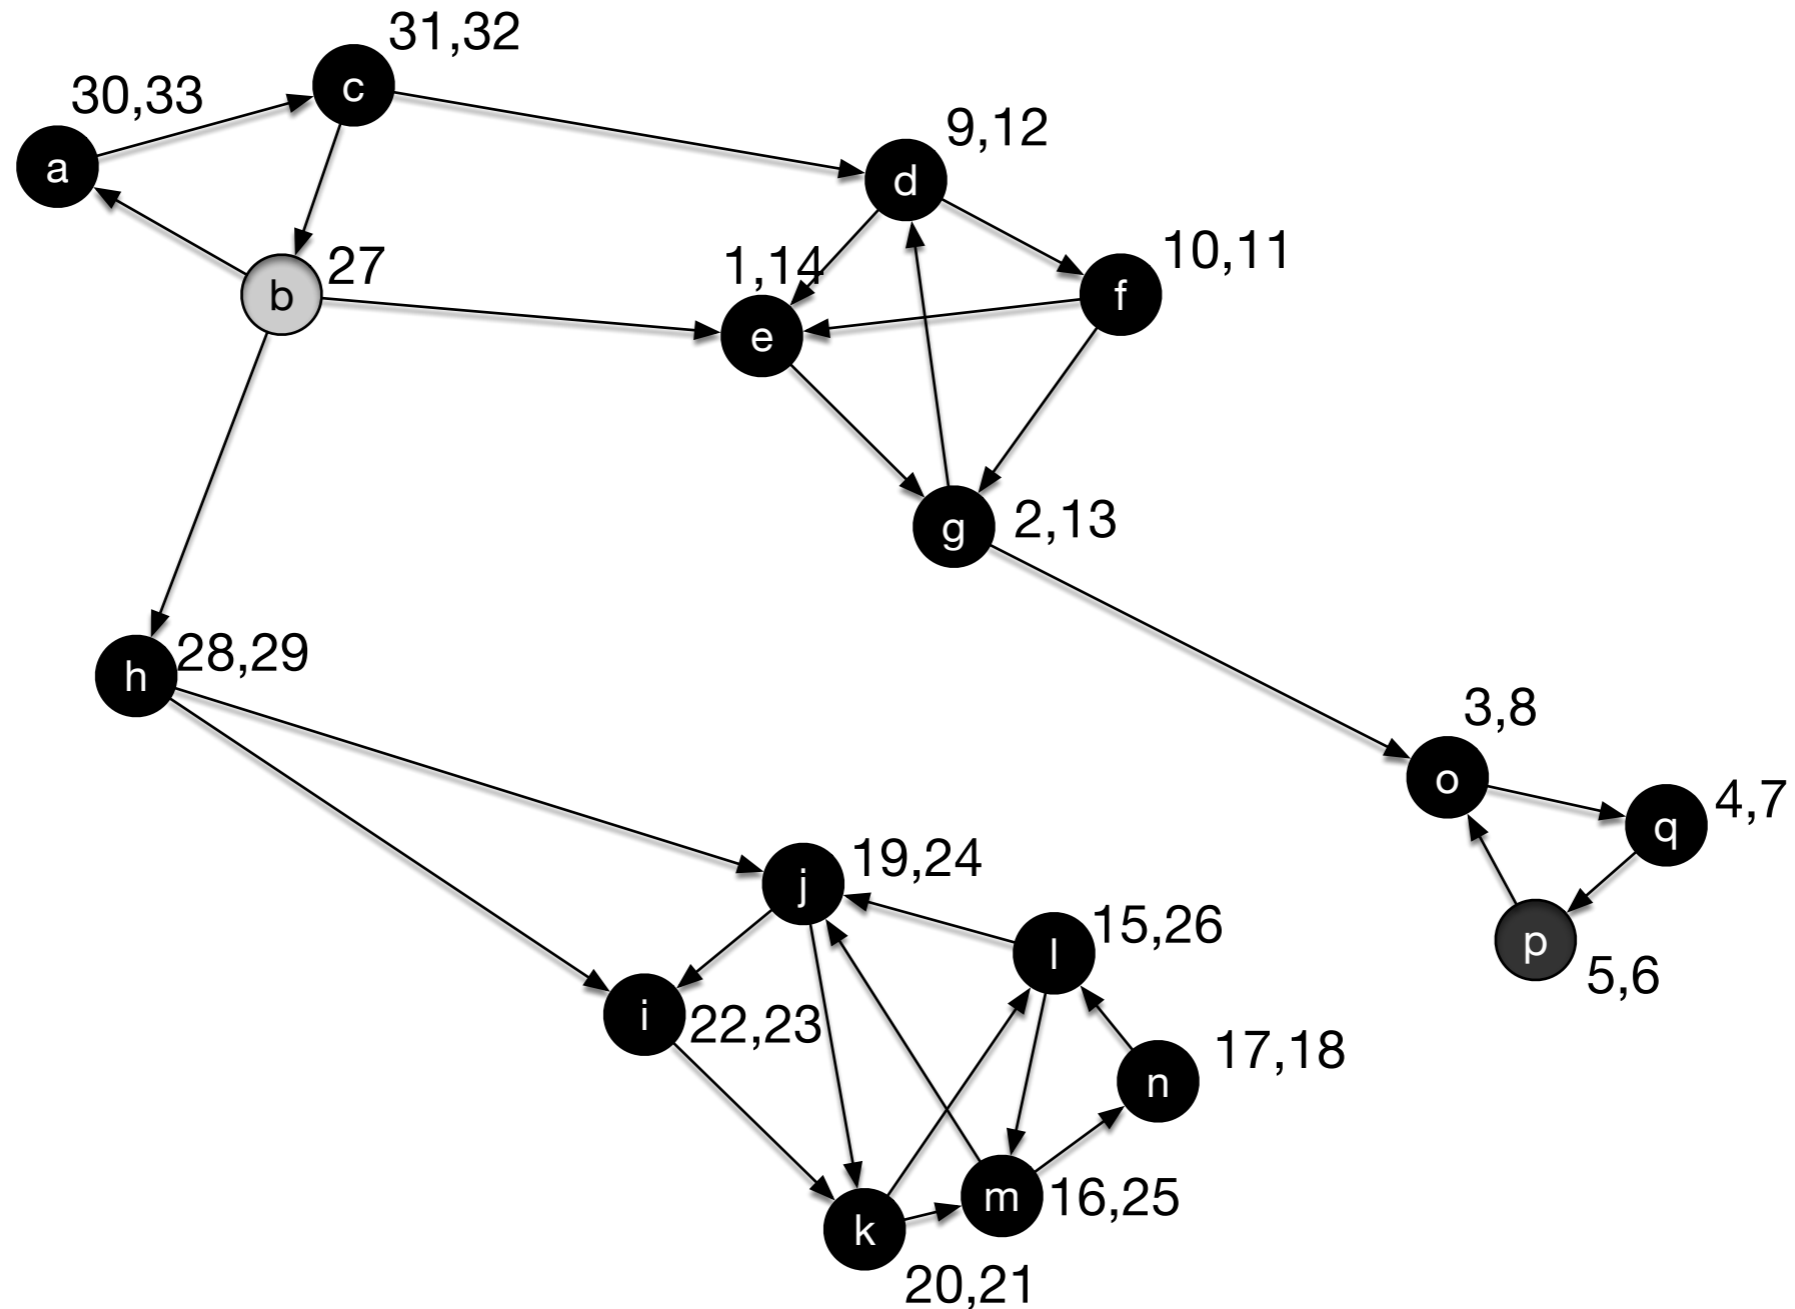 31,32
c
30,33
a
9,12
d
10,11
f
27
b
1,14
e
2,13
g
28,29
h
3,8
o
4,7
q
19,24
j
15,26
l
p
5,6
i
22,23
17,18
n
m
16,25
k
20,21